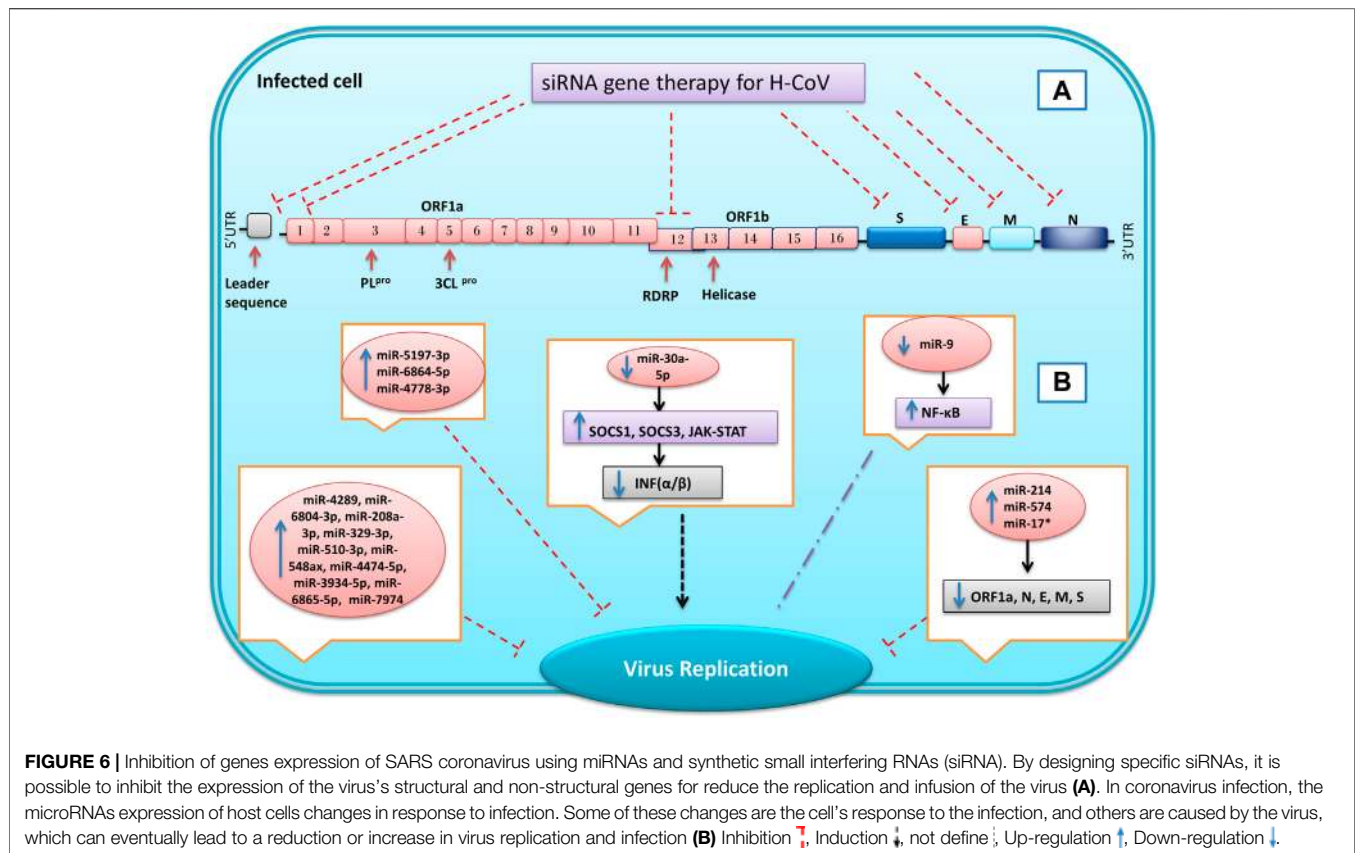 Infected cell
siRNA gene therapy for H-CoV
A
5'UTR
ORF1a
ORF1b
S
E
M
N
3'UTR
1 2 3 4 5 6 7 8 9 10 11 12 13 14 15 16
Leader
sequence
PLpro
3CL pro
RDRP
Helicase
miR-5197-3p
miR-6864-5p
miR-4778-3p
miR-30a-
5p
SOCS1, SOCS3, JAK-STAT
INF(α/β)
miR-9
NF-κB
B
miR-4289, miR-
6804-3p, miR-208a-
3p, miR-329-3p,
miR-510-3p, miR-
548ax, miR-4474-5p,
miR-3934-5p, miR-
6865-5p, miR-7974
miR-214
miR-574
miR-17*
ORF1a, N, E, M, S
Virus Replication
FIGURE 6 | Inhibition of genes expression of SARS coronavirus using miRNAs and synthetic small interfering RNAs (siRNA). By designing specific siRNAs, it is
possible to inhibit the expression of the virus's structural and non-structural genes for reduce the replication and infusion of the virus (A). In coronavirus infection, the
microRNAs expression of host cells changes in response to infection. Some of these changes are the cell's response to the infection, and others are caused by the virus,
which can eventually lead to a reduction or increase in virus replication and infection (B) Inhibition , Induction , not define , Up-regulation , Down-regulation .